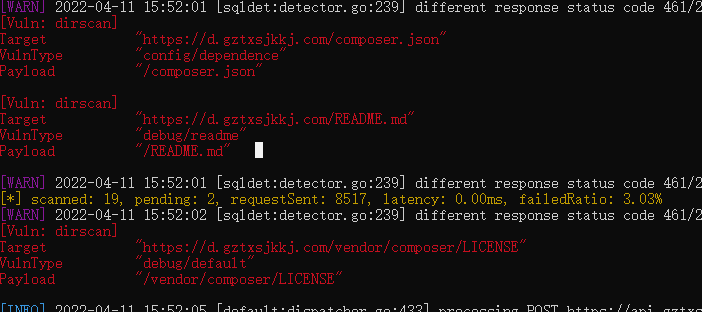 [WARN] 2022-04-11 15:52:01 [sqldet:detector.go:239] different response status code 461/2
[Vuln: dirscan]
Target "https://d.gztxsjkkj.com/composer.json"
VulnType "config/dependence"
Payload "/composer.json"
[Vuln: dirscan]
Target "https://d.gztxsjkkj.com/README.md"
VulnType "debug/readme"
Payload "/README.md"
[WARN] 2022-04-11 15:52:01 [sqldet:detector.go:239] different response status code 461/2
[*] scanned: 19, pending: 2, requestSent: 8517, latency: 0.00ms, failedRatio: 3.03%
[WARN] 2022-04-11 15:52:02 [sqldet:detector.go:239] different response status code 461/2
[Vuln: dirscan]
Target "https://d.gztxsjkkj.com/vendor/composer/LICENSE"
VulnType "debug/default"
Payload "/vendor/composer/LICENSE"
[INFO] 2022-04-11 15:52:05 [default:dispatcher.go:433] processing POST https://api.gztxs